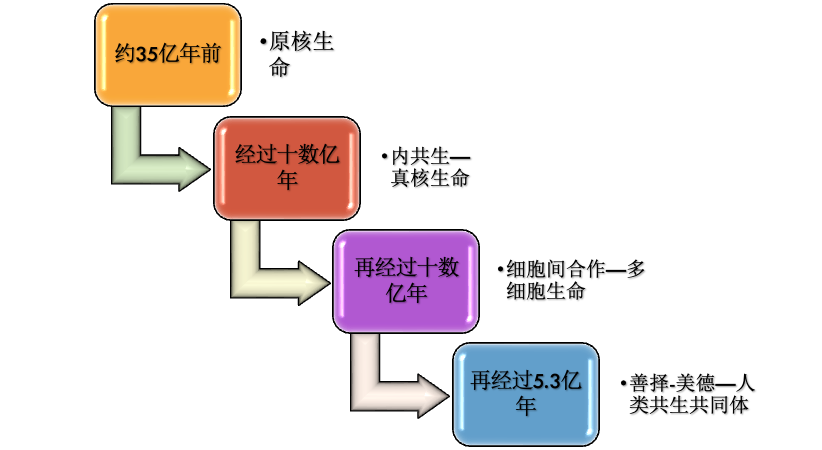 约35亿年前
•原核生
命
经过十数亿
年
•内共生—
真核生命
再经过十数
亿年
•细胞间合作—多
细胞生命
再经过5.3亿
年
•善择-美德—人
类共生共同体